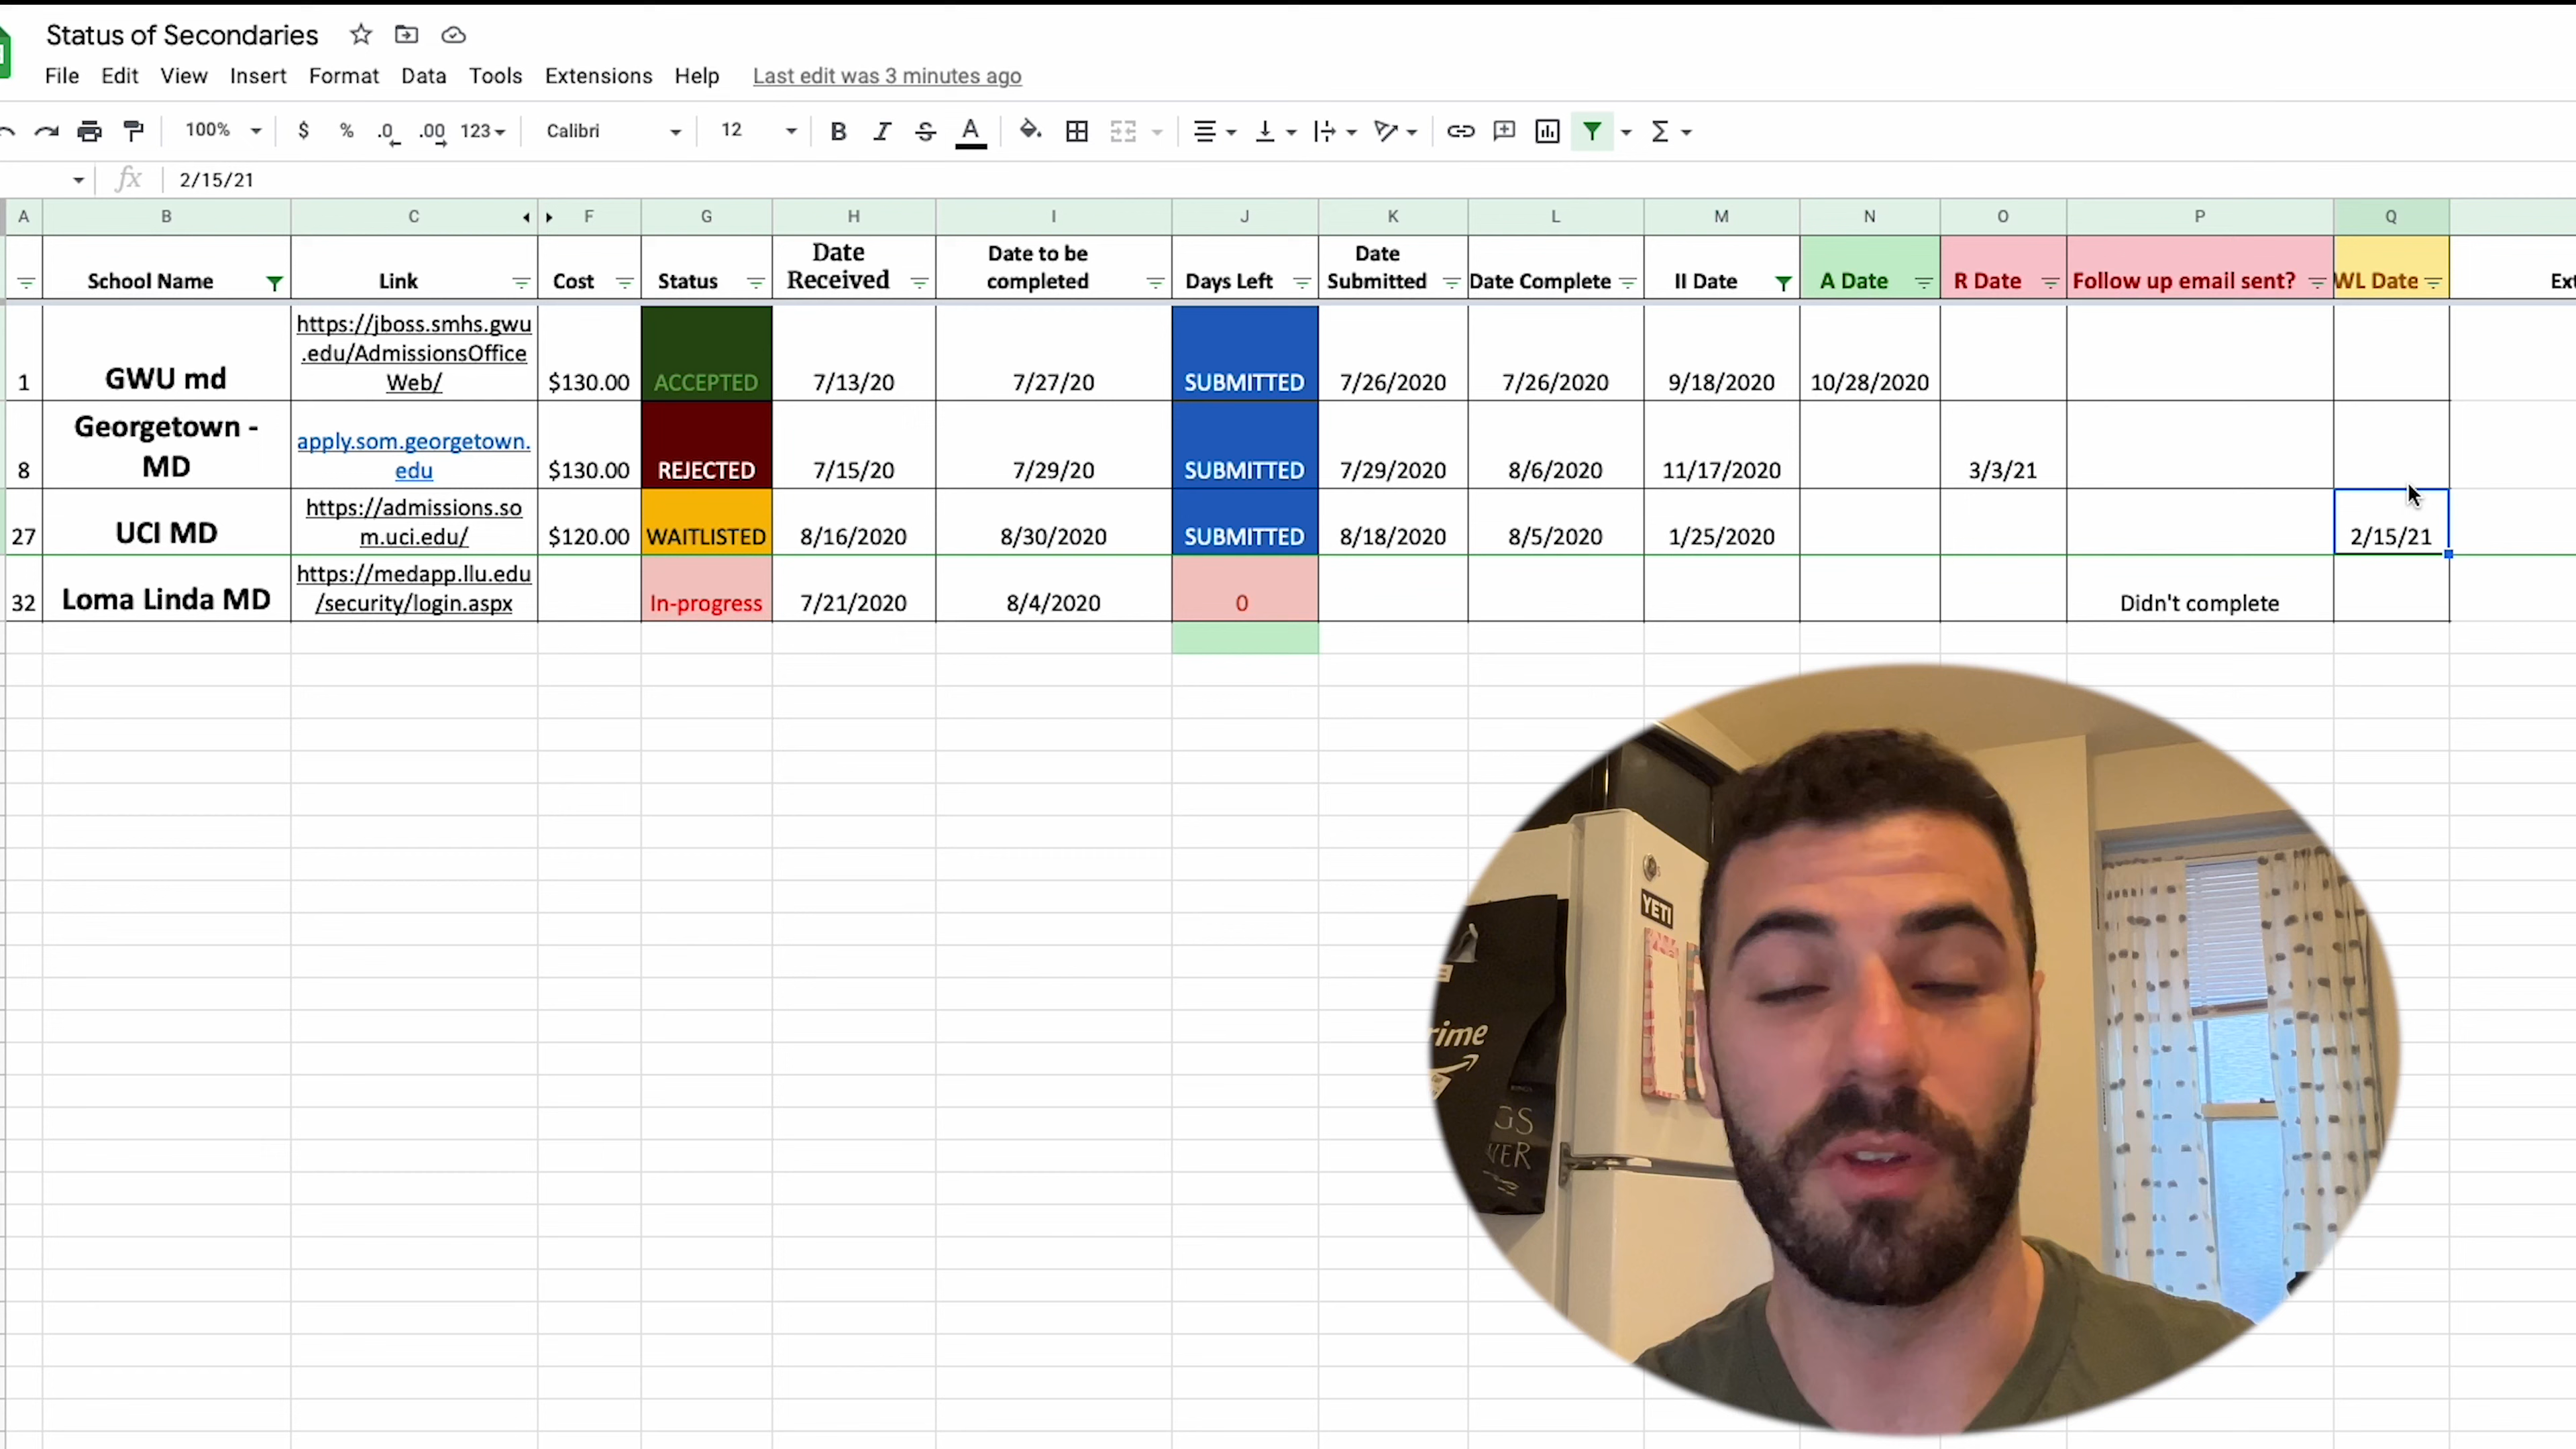 Status of Secondaries
File Edit View Insert Format Data Tools Extensions Help Last edit was 3 minutes ago
100% $ % .0 .00 123 Calibri 12 B I S A Σ
fx 2/15/21
A B C F G H I J K L M N O P Q
School Name Link Cost Status Date Received Date to be completed Days Left Date Submitted Date Complete II Date A Date R Date Follow up email sent? WL Date
1 GWU md https://jboss.smhs.gwu.edu/AdmissionsOfficeWeb/ $130.00 ACCEPTED 7/13/20 7/27/20 SUBMITTED 7/26/2020 7/26/2020 9/18/2020 10/28/2020
8 Georgetown - MD apply.som.georgetown.edu $130.00 REJECTED 7/15/20 7/29/20 SUBMITTED 7/29/2020 8/6/2020 11/17/2020 3/3/21
27 UCI MD https://admissions.som.uci.edu/ $120.00 WAITLISTED 8/16/2020 8/30/2020 SUBMITTED 8/18/2020 8/5/2020 1/25/2020 2/15/21
32 Loma Linda MD https://medapp.llu.edu/security/login.aspx In-progress 7/21/2020 8/4/2020 0 Didn't complete
YETI
rime
GS